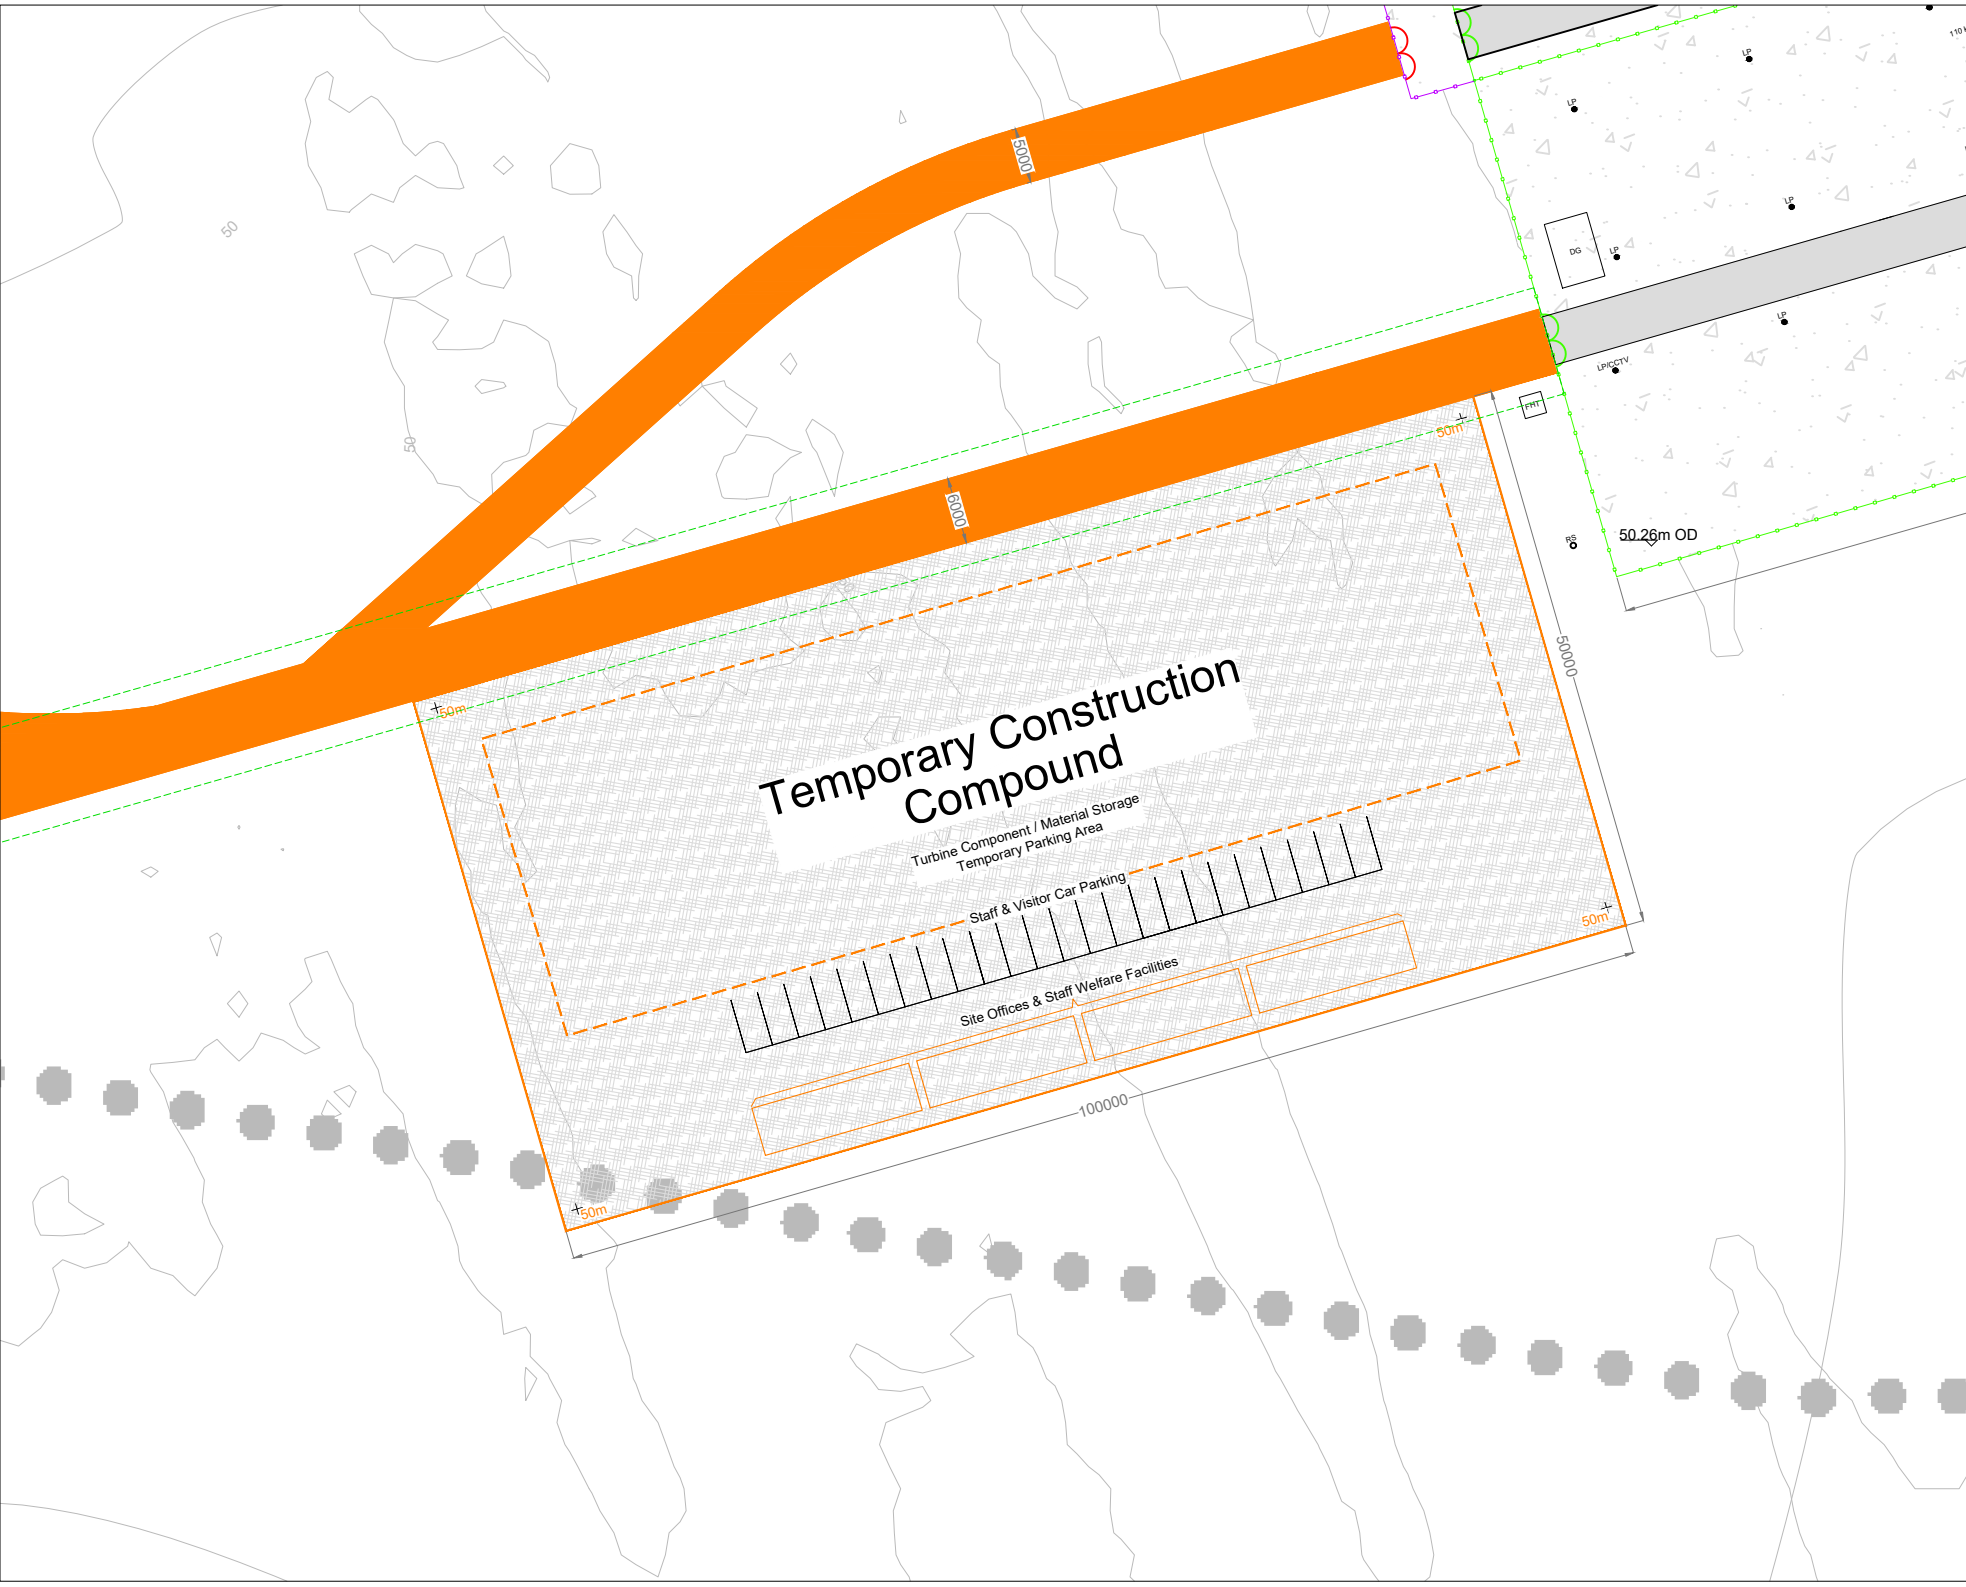 110
LP
LP
5000
LP
50
DG
LP
LP
LP/CCTV
FHT
50m
50
6000
RS
50.26m OD
50000
Temporary Construction
Compound
50m
Turbine Component / Material Storage
Temporary Parking Area
Staff & Visitor Car Parking
50m
Site Offices & Staff Welfare Facilities
100000
50m